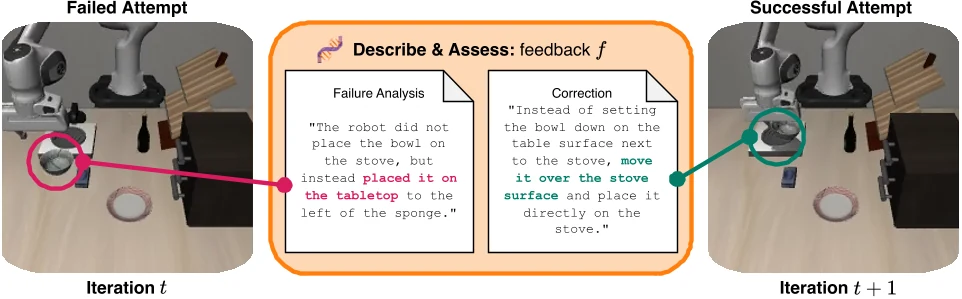 Failed Attempt
Describe & Assess: feedback f
Successful Attempt
Failure Analysis
"The robot did not
place the bowl on
the stove, but
instead placed it on
the tabletop to the
left of the sponge."
Correction
"Instead of setting
the bowl down on the
table surface next
to the stove, move
it over the stove
surface and place it
directly on the
stove."
Iteration t
Iteration t + 1